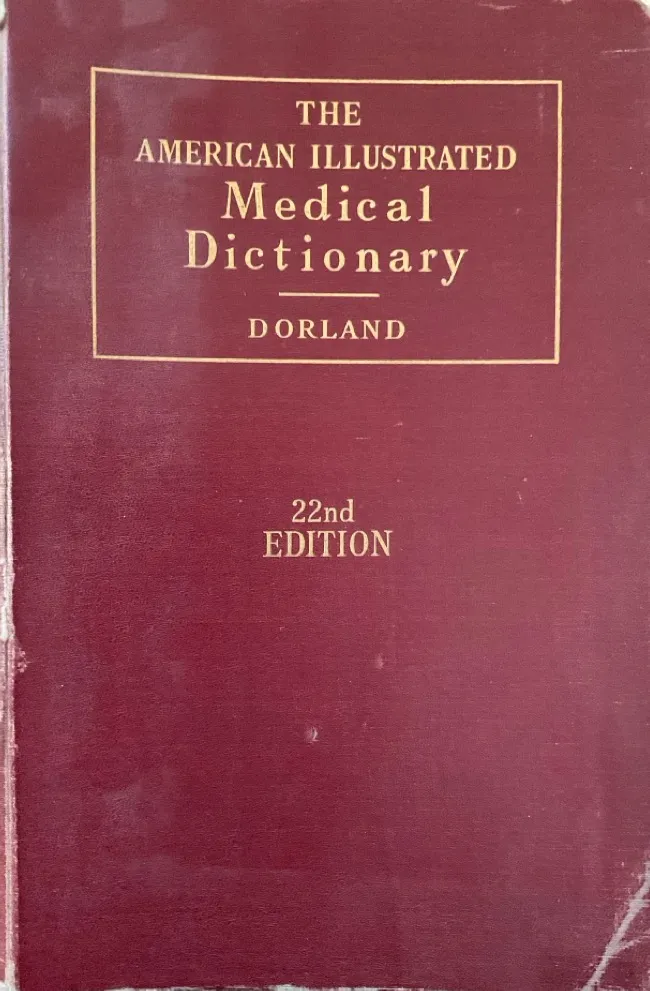 THE
AMERICAN ILLUSTRATED
Medical
Dictionary
DORLAND
22nd
EDITION